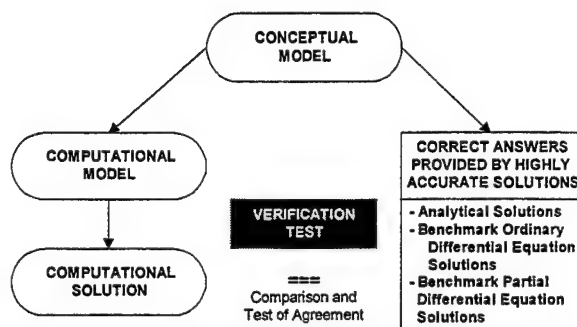 CONCEPTUAL
MODEL
COMPUTATIONAL
MODEL
COMPUTATIONAL
SOLUTION
VERIFICATION
TEST
===
Comparison and
Test of Agreement
CORRECT ANSWERS
PROVIDED BY HIGHLY
ACCURATE SOLUTIONS
- Analytical Solutions
- Benchmark Ordinary
Differential Equation
Solutions
- Benchmark Partial
Differential Equation
Solutions